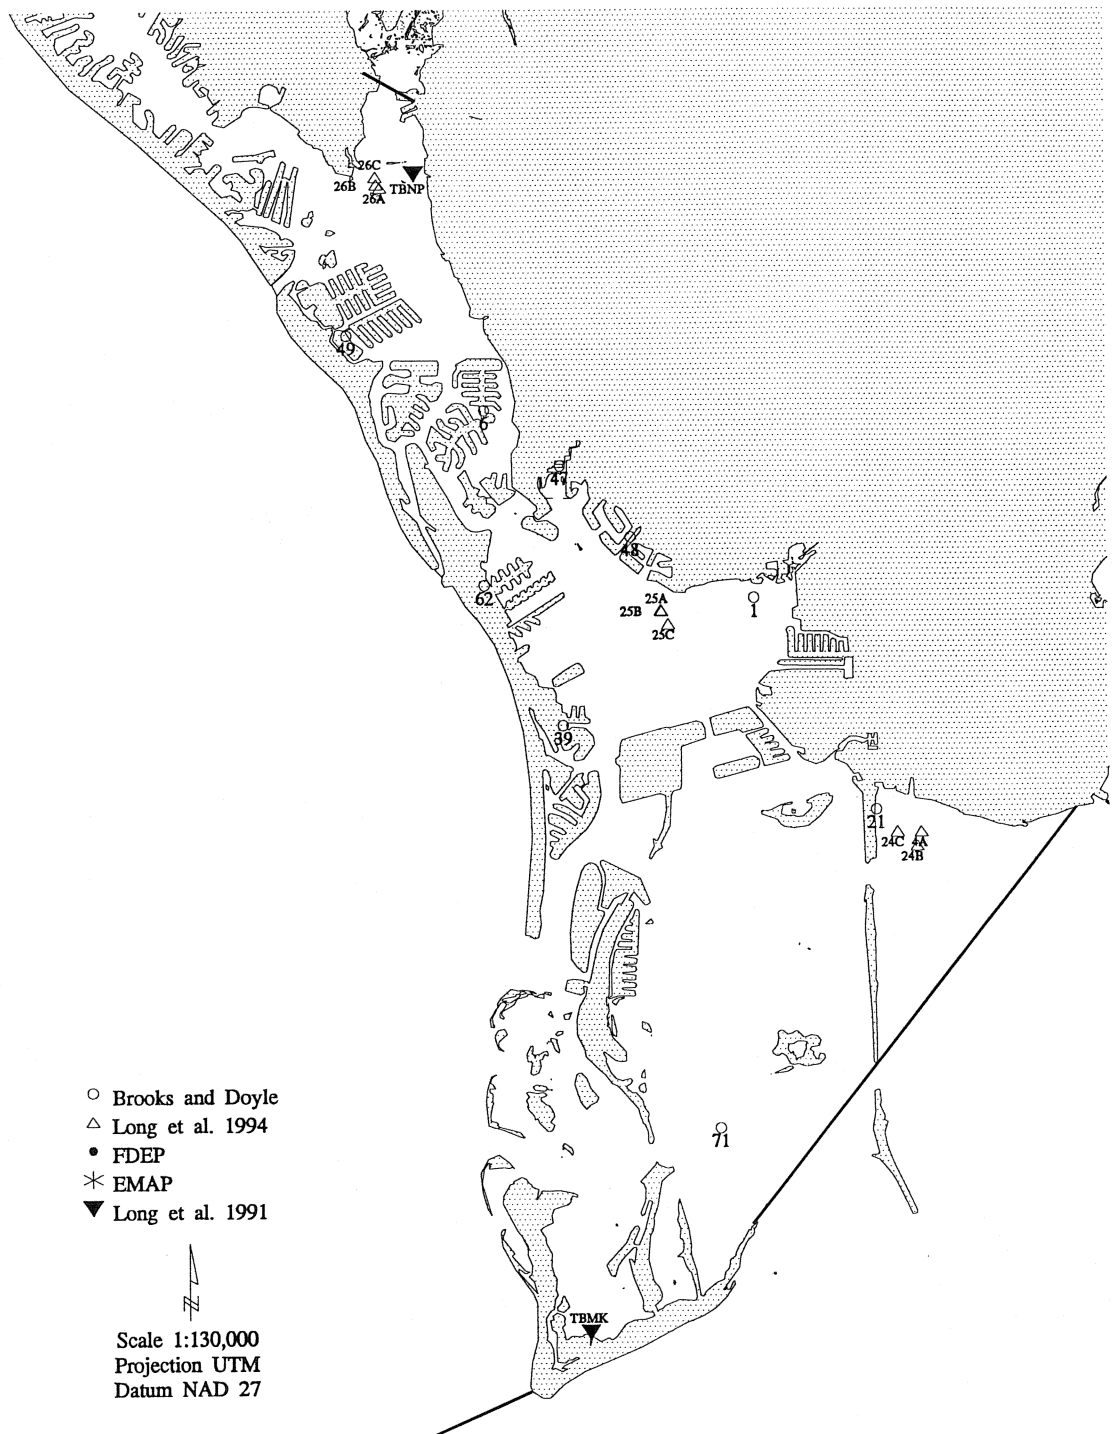 26C
26B
TBNP
26A
49
6
47
48
62
25A
25B
1
25C
39
21
24C 4A
24B
71
Brooks and Doyle
Long et al. 1994
FDEP
EMAP
Long et al. 1991
N
Scale 1:130,000
Projection UTM
Datum NAD 27
TBMK